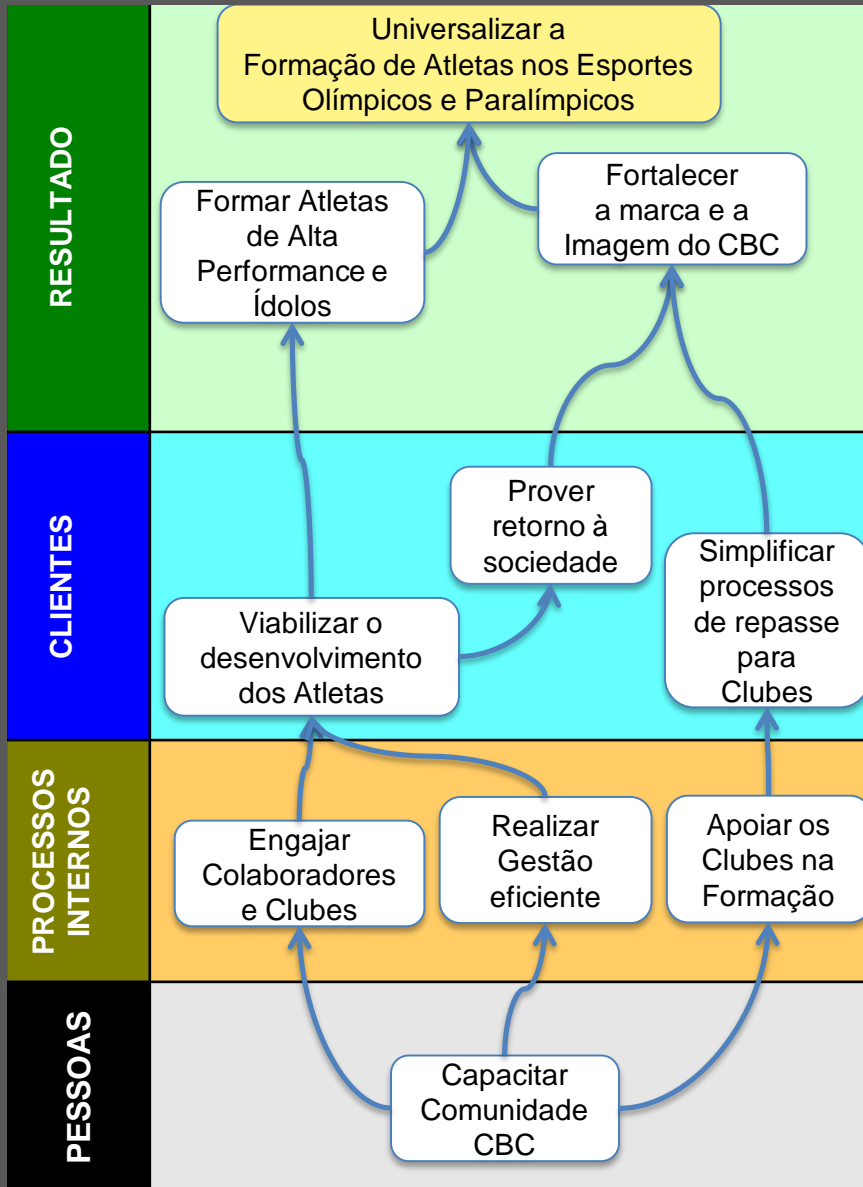 RESULTADO
Universalizar a
Formação de Atletas nos Esportes
Olímpicos e Paralímpicos
Formar Atletas
de Alta
Performance e
Ídolos
Fortalecer
a marca e a
Imagem do CBC
CLIENTES
Prover
retorno à
sociedade
Simplificar
processos
de repasse
para
Clubes
Viabilizar o
desenvolvimento
dos Atletas
PROCESSOS
INTERNOS
Engajar
Colaboradores
e Clubes
Realizar
Gestão
eficiente
Apoiar os
Clubes na
Formação
PESSOAS
Capacitar
Comunidade
CBC